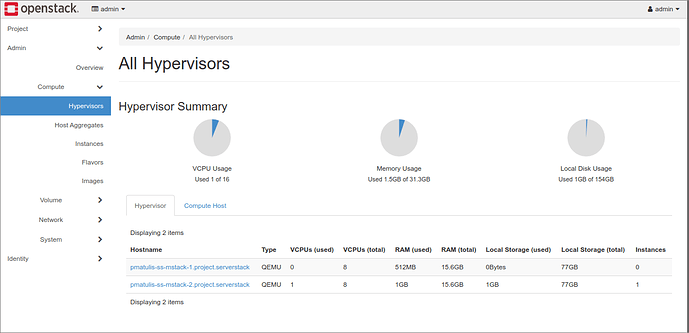 openstack. admin admin
Project
Admin
Overview
Compute
Hypervisors
Host Aggregates
Instances
Flavors
Images
Volume
Network
System
Identity
Admin / Compute / All Hypervisors
All Hypervisors
Hypervisor Summary
VCPU Usage Memory Usage Local Disk Usage
Used 1 of 16 Used 1.5GB of 31.3GB Used 1GB of 154GB
Hypervisor Compute Host
Displaying 2 items
Hostname Type VCPUs (used) VCPUs (total) RAM (used) RAM (total) Local Storage (used) Local Storage (total) Instances
pmatulis-ss-mstack-1.project.serverstack QEMU 0 8 512MB 15.6GB 0Bytes 77GB 0
pmatulis-ss-mstack-2.project.serverstack QEMU 1 8 1GB 15.6GB 1GB 77GB 1
Displaying 2 items